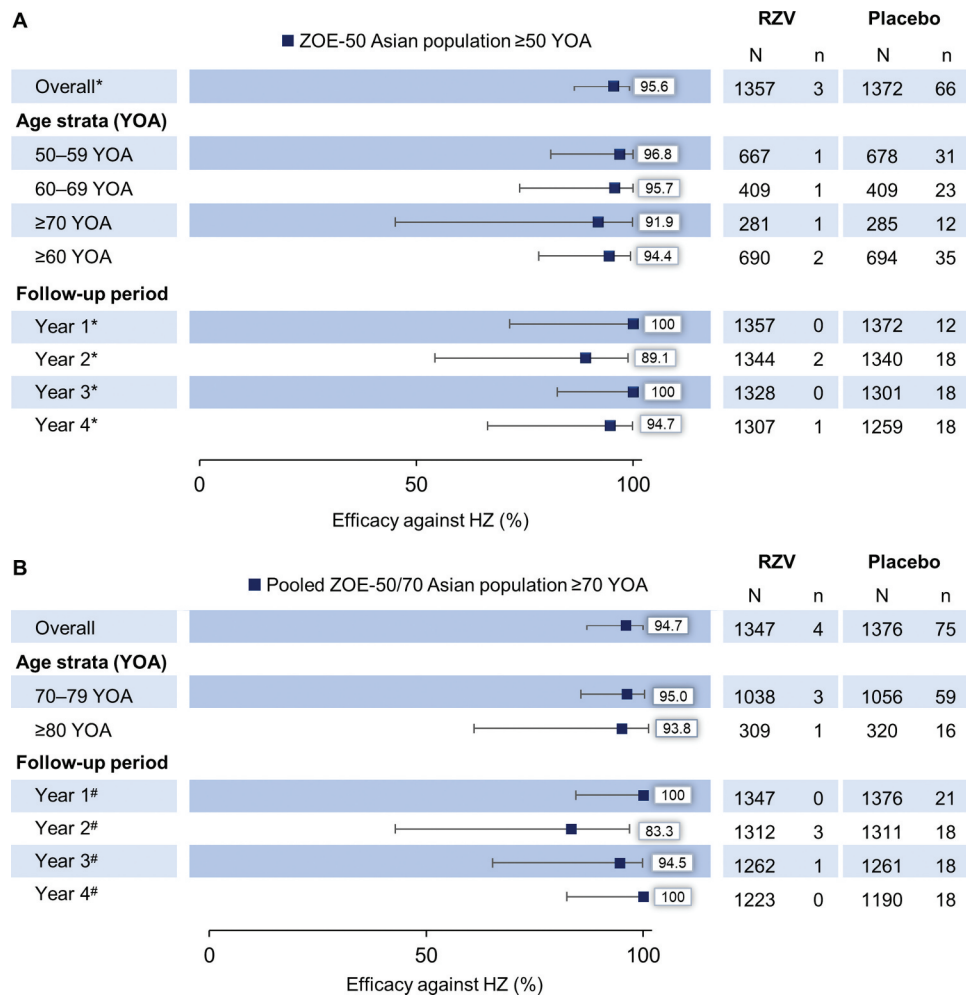 A
RZV Placebo
■ ZOE-50 Asian population ≥50 YOA
N n N n
Overall* 95.6 1357 3 1372 66
Age strata (YOA)
50–59 YOA 96.8 667 1 678 31
60–69 YOA 95.7 409 1 409 23
≥70 YOA 91.9 281 1 285 12
≥60 YOA 94.4 690 2 694 35
Follow-up period
Year 1* 100 1357 0 1372 12
Year 2* 89.1 1344 2 1340 18
Year 3* 100 1328 0 1301 18
Year 4* 94.7 1307 1 1259 18
0 50 100
Efficacy against HZ (%)
B
RZV Placebo
■ Pooled ZOE-50/70 Asian population ≥70 YOA
N n N n
Overall 94.7 1347 4 1376 75
Age strata (YOA)
70–79 YOA 95.0 1038 3 1056 59
≥80 YOA 93.8 309 1 320 16
Follow-up period
Year 1# 100 1347 0 1376 21
Year 2# 83.3 1312 3 1311 18
Year 3# 94.5 1262 1 1261 18
Year 4# 100 1223 0 1190 18
0 50 100
Efficacy against HZ (%)